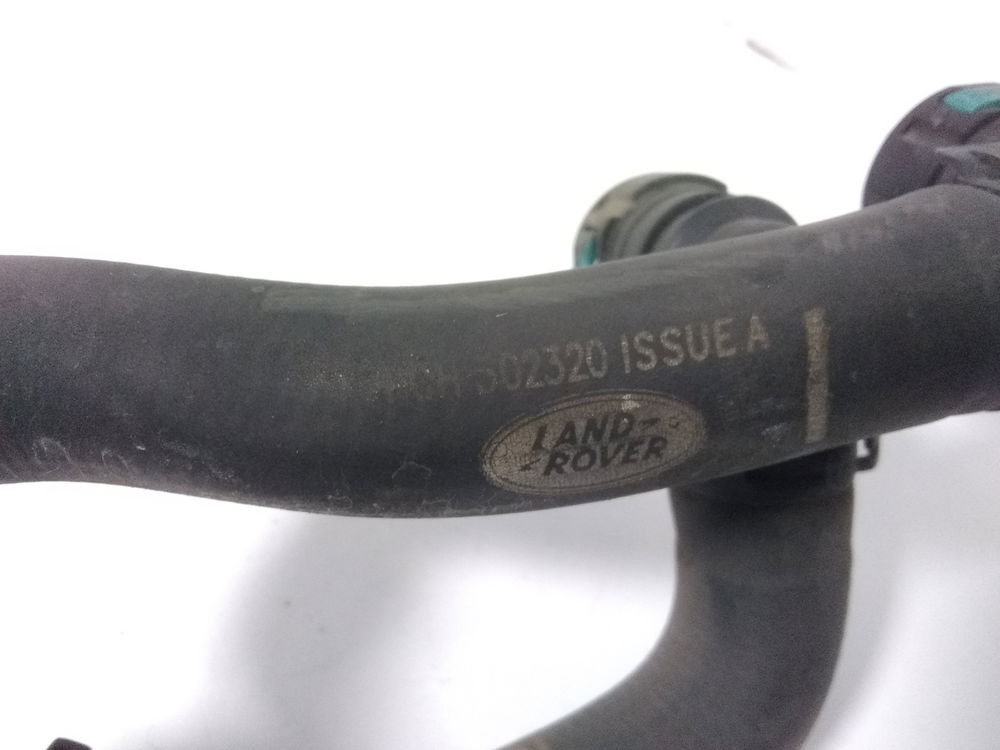 502320 ISSUE A
LAND-
-ROVER